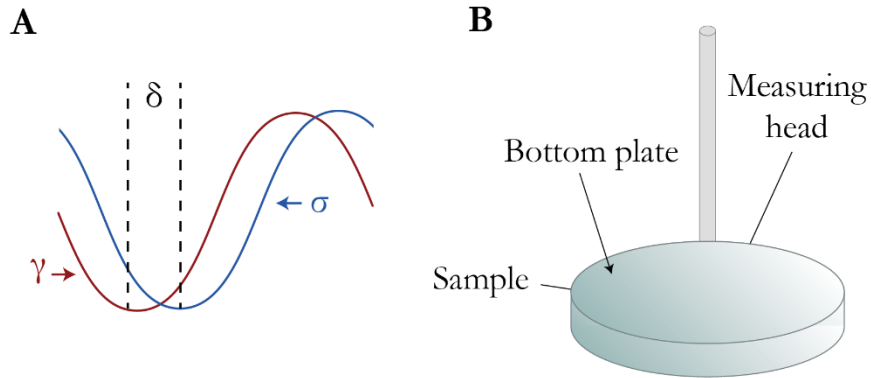 A
δ
σ
γ
B
Measuring
head
Bottom plate
Sample